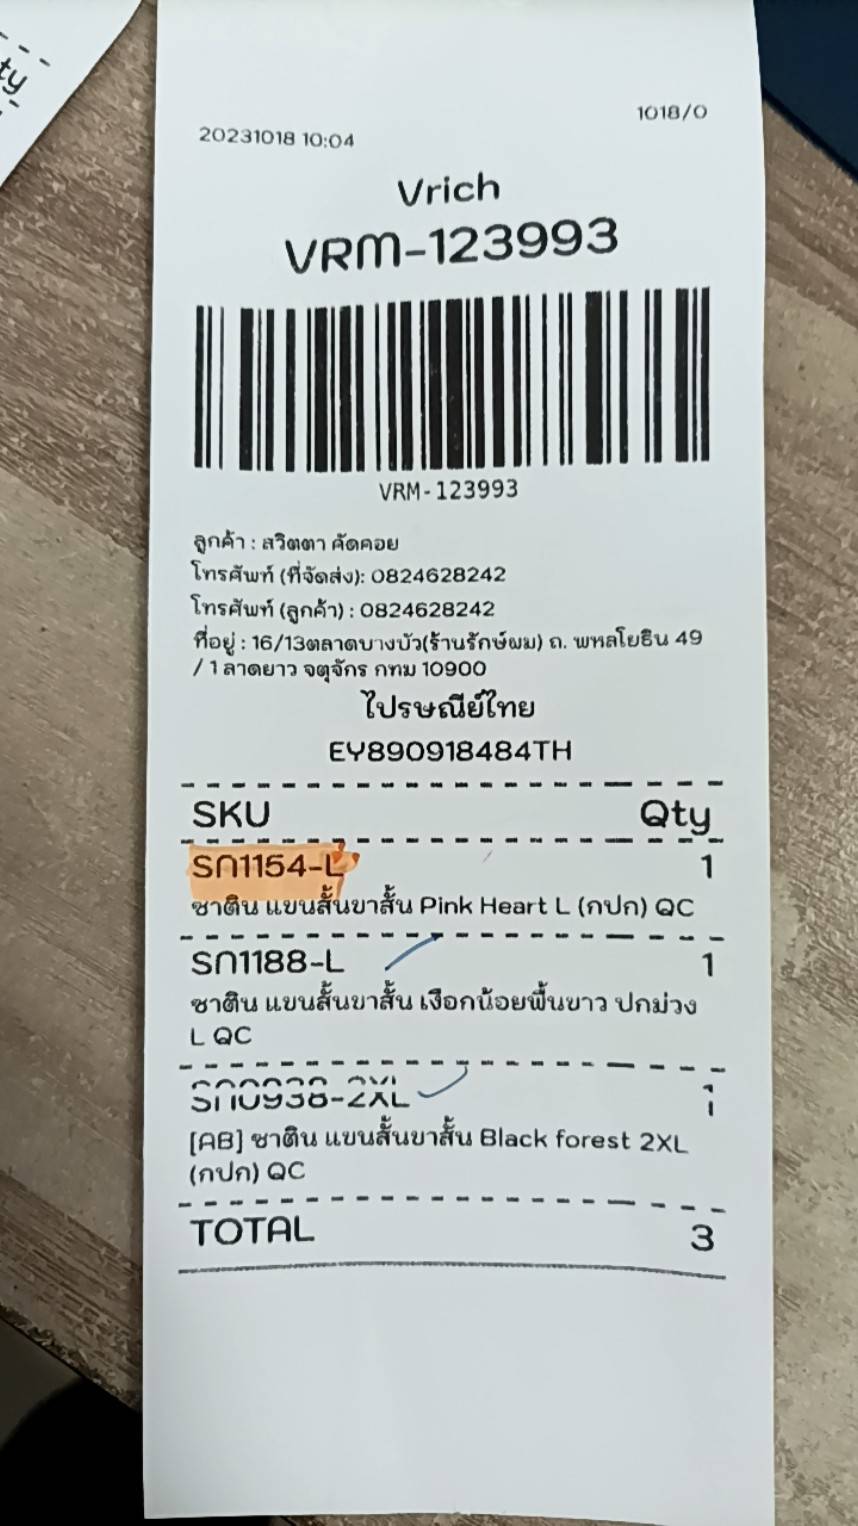 ty
20231018 10:04
1018/0
Vrich
VRM-123993
VRM-123993
ลูกค้า : สวิตตา คัดคอย
โทรศัพท์ (ที่จัดส่ง): 0824628242
โทรศัพท์ (ลูกค้า) : 0824628242
ที่อยู่ : 16/13ตลาดบางบัว(ร้านรักษ์ผม) ถ. พหลโยธิน 49
/ 1 ลาดยาว จตุจักร กทม 10900
ไปรษณีย์ไทย
EY890918484TH
SKU Qty
SN1154-L 1
ซาติน แขนสั้นขาสั้น Pink Heart L (กปก) QC
SN1188-L 1
ซาติน แขนสั้นขาสั้น เงือกน้อยพื้นขาว ปกม่วง
L QC
SN0938-2XL 1
[AB] ซาติน แขนสั้นขาสั้น Black forest 2XL
(กปก) QC
TOTAL 3